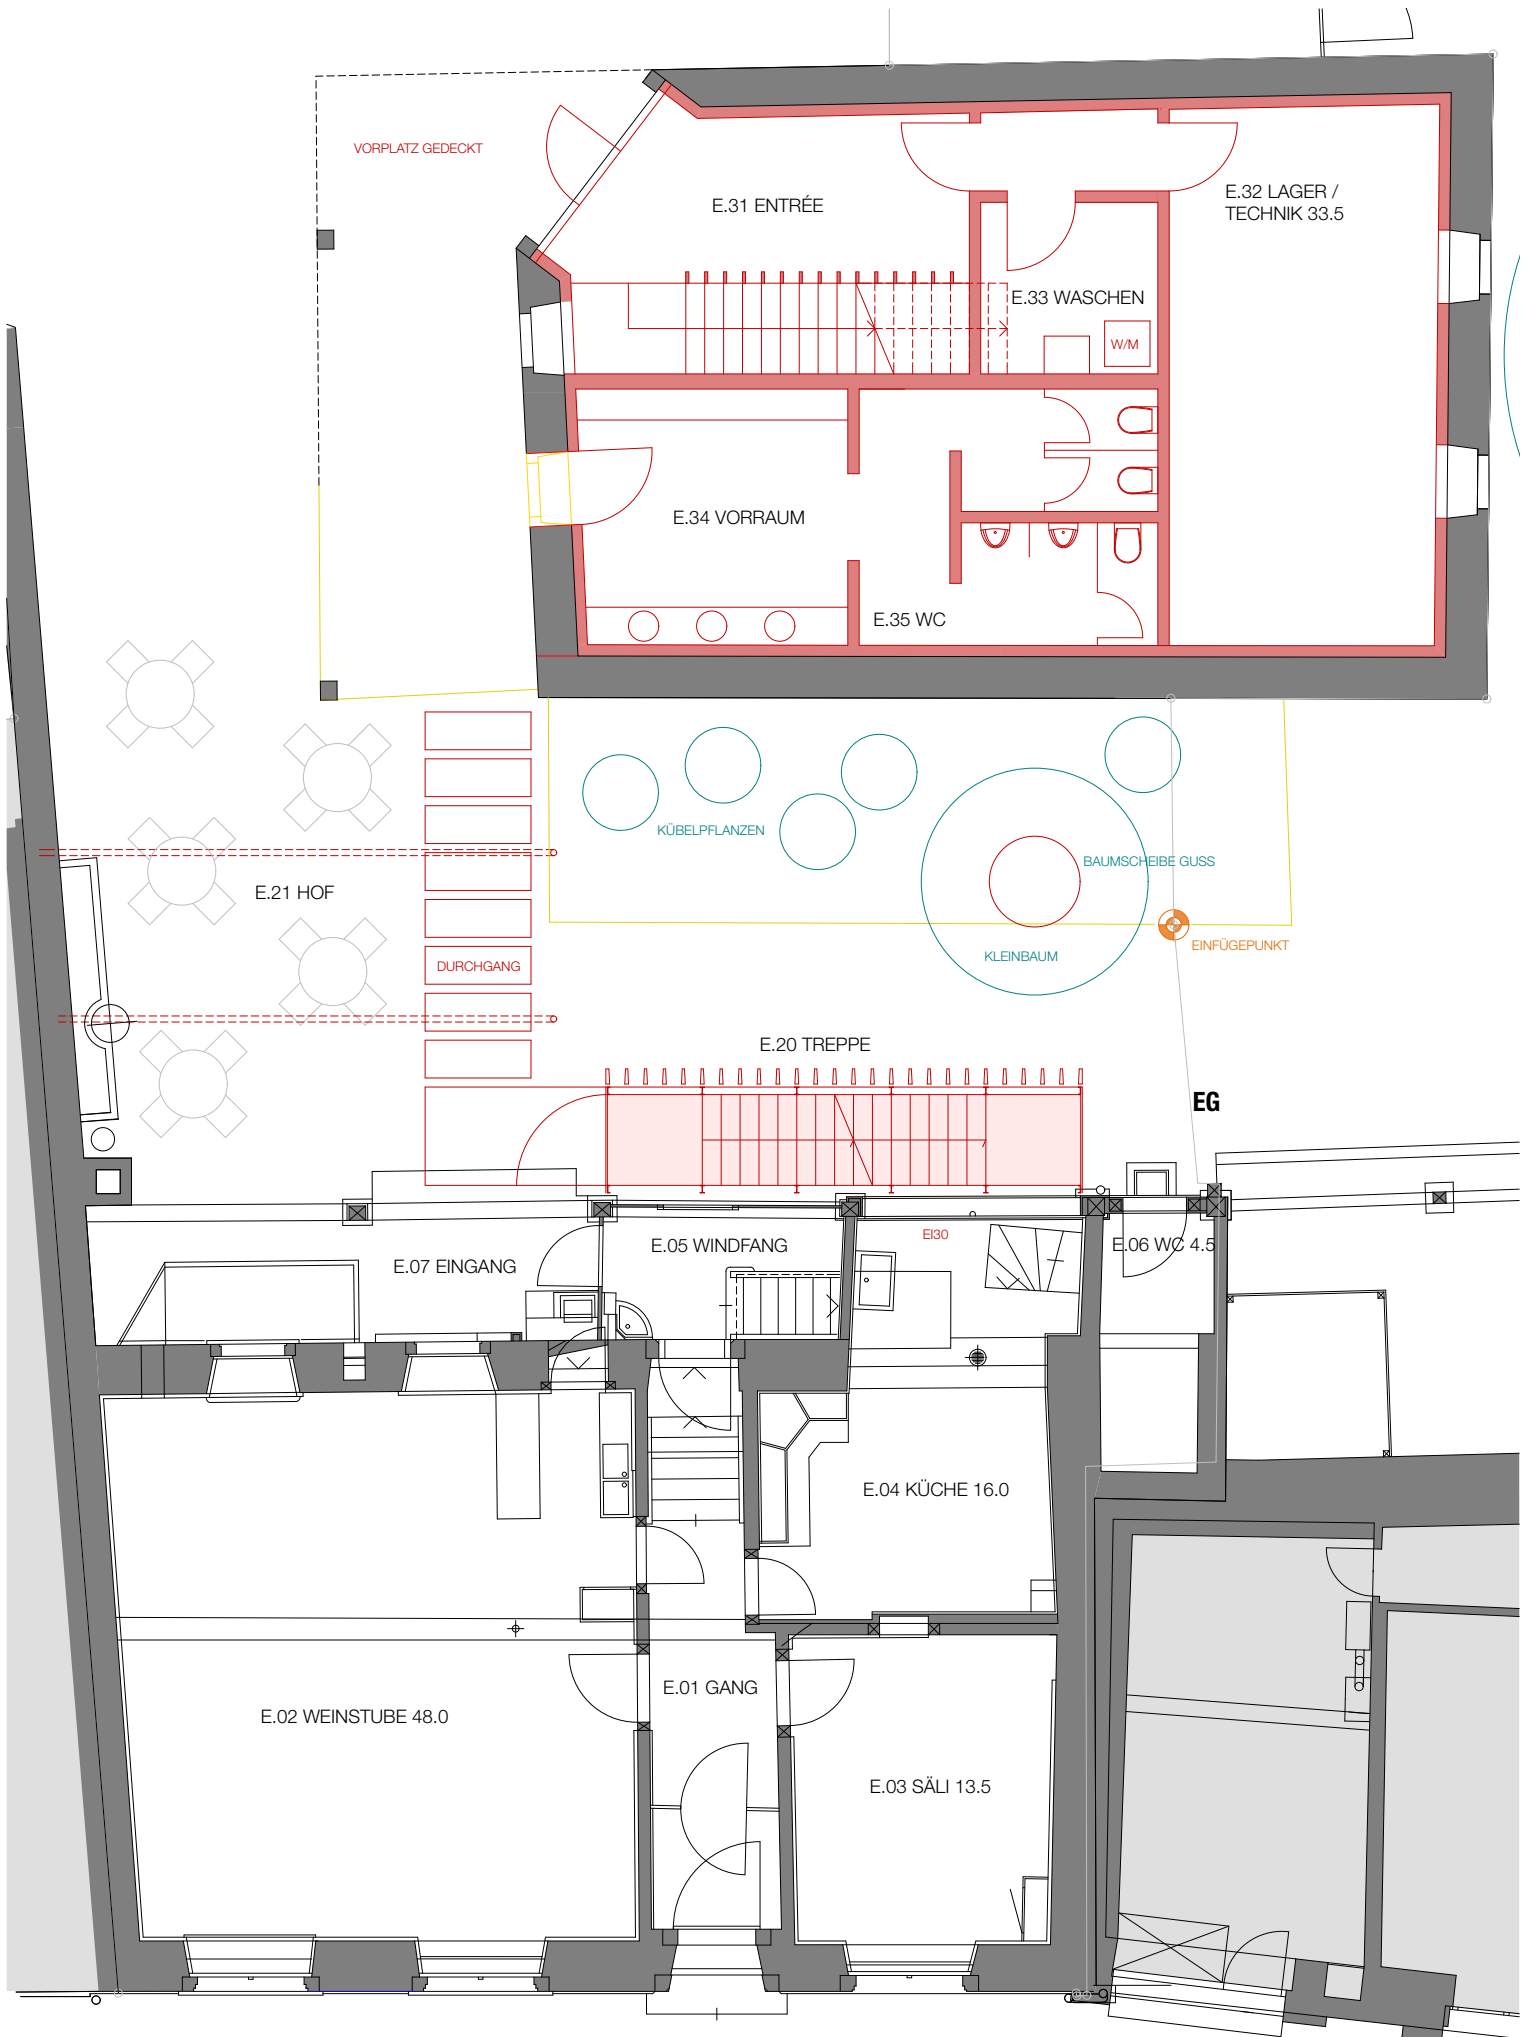 VORPLATZ GEDECKT
E.31 ENTRÉE
E.32 LAGER /
TECHNIK 33.5
E.33 WASCHEN
W/M
E.34 VORRAUM
E.35 WC
KÜBELPFLANZEN
BAUMSCHEIBE GUSS
E.21 HOF
EINFÜGEPUNKT
KLEINBAUM
DURCHGANG
E.20 TREPPE
EG
EI30
E.05 WINDFANG
E.06 WC 4.5
E.07 EINGANG
E.04 KÜCHE 16.0
E.01 GANG
E.02 WEINSTUBE 48.0
E.03 SÄLI 13.5